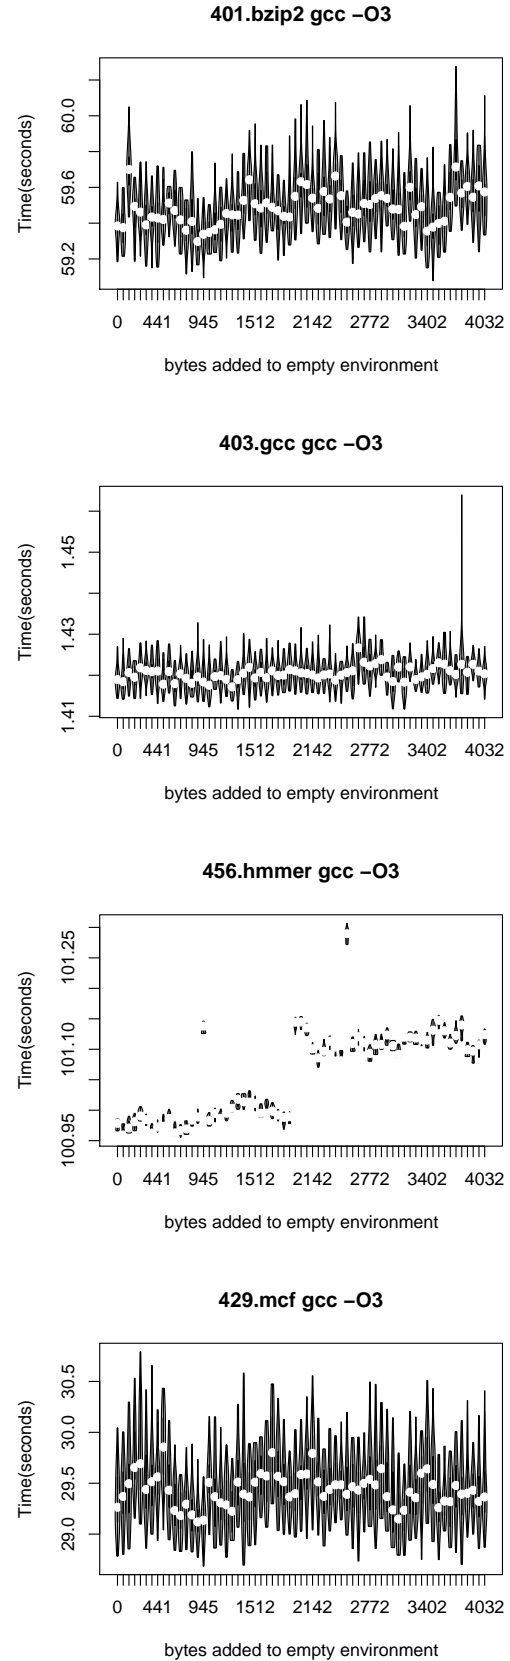 401.bzip2 gcc −O3
Time(seconds)
60.0
59.6
59.2
0 441 945 1512 2142 2772 3402 4032
bytes added to empty environment
403.gcc gcc −O3
Time(seconds)
1.45
1.43
1.41
0 441 945 1512 2142 2772 3402 4032
bytes added to empty environment
456.hmmer gcc −O3
Time(seconds)
101.25
101.10
100.95
0 441 945 1512 2142 2772 3402 4032
bytes added to empty environment
429.mcf gcc −O3
Time(seconds)
30.5
30.0
29.5
29.0
0 441 945 1512 2142 2772 3402 4032
bytes added to empty environment